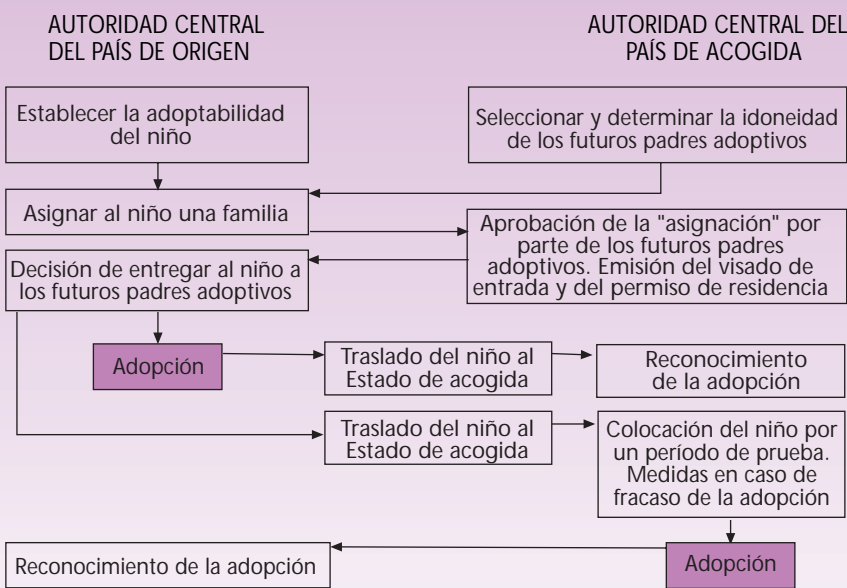 AUTORIDAD CENTRAL
DEL PAÍS DE ORIGEN
AUTORIDAD CENTRAL DEL
PAÍS DE ACOGIDA
Establecer la adoptabilidad
del niño
Seleccionar y determinar la idoneidad
de los futuros padres adoptivos
Asignar al niño una familia
Aprobación de la "asignación" por
parte de los futuros padres
adoptivos. Emisión del visado de
entrada y del permiso de residencia
Decisión de entregar al niño a
los futuros padres adoptivos
Adopción
Traslado del niño al
Estado de acogida
Reconocimiento
de la adopción
Traslado del niño al
Estado de acogida
Colocación del niño por
un período de prueba.
Medidas en caso de
fracaso de la adopción
Reconocimiento de la adopción
Adopción